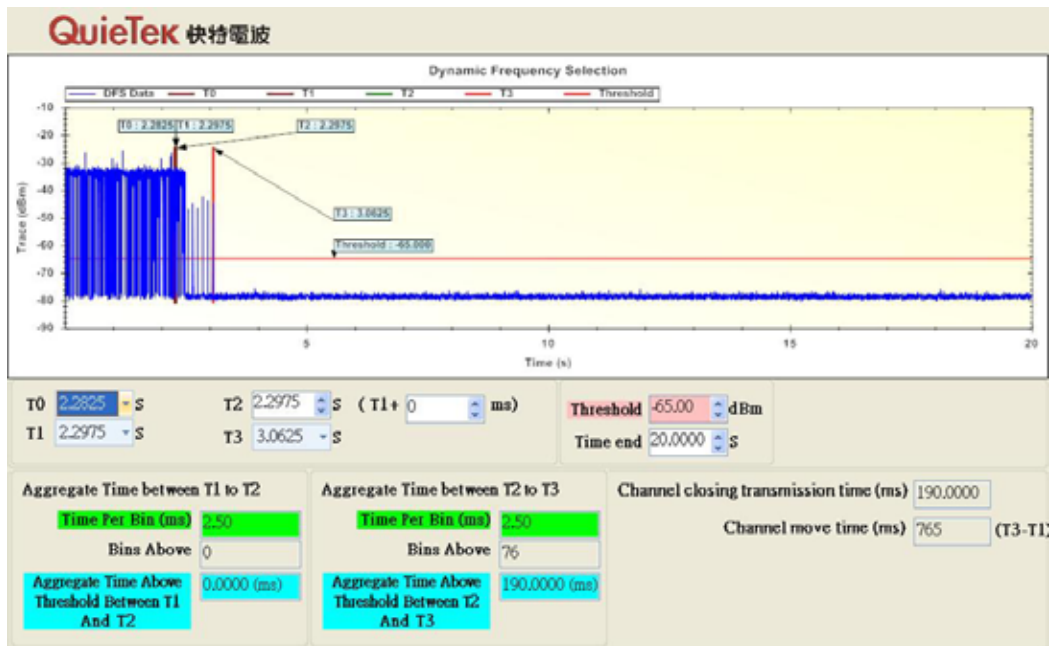 QuieTek 快特電波
Dynamic Frequency Selection
DFS Data T0 T1 T2 T3 Threshold
-10
-20
-30
-40
-50
-60
-70
-80
-90
Trace (dBm)
T0 : 2.2825 T1 : 2.2975 T2 : 2.2975
T3 : 3.0625
Threshold : -65.000
5 10 15 20
Time (s)
T0 2.2825 S T2 2.2975 S ( T1+ 0 ms) Threshold -65.00 dBm
T1 2.2975 S T3 3.0625 S Time end 20.0000 S
Aggregate Time between T1 to T2
Time Per Bin (ms) 2.50
Bins Above 0
Aggregate Time Above
Threshold Between T1
And T2
0.0000 (ms)
Aggregate Time between T2 to T3
Time Per Bin (ms) 2.50
Bins Above 76
Aggregate Time Above
Threshold Between T2
And T3
190.0000 (ms)
Channel closing transmission time (ms) 190.0000
Channel move time (ms) 765 (T3-T1)